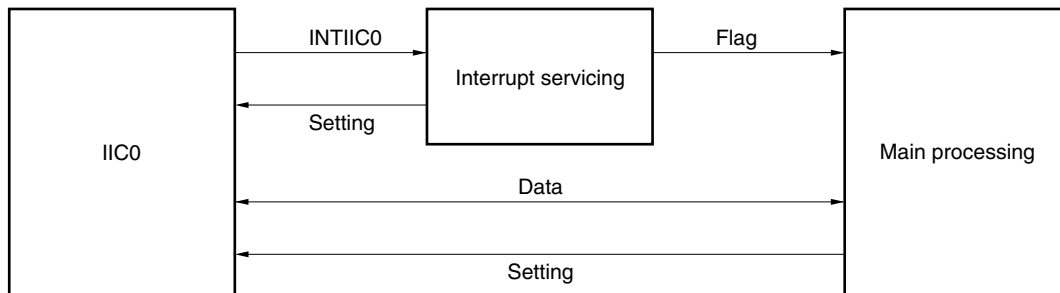 INTIIC0
Flag
Interrupt servicing
Setting
IIC0
Main processing
Data
Setting